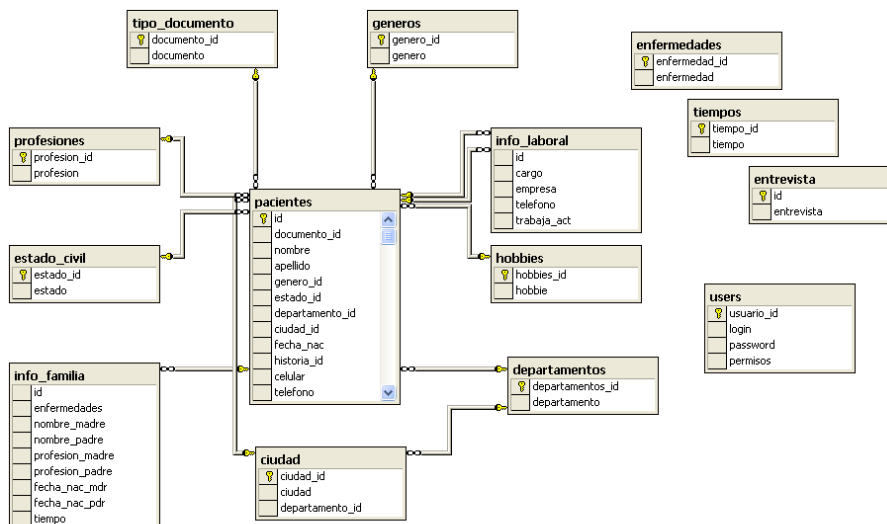 tipo_documento
documento_id
documento
generos
genero_id
genero
enfermedades
enfermedad_id
enfermedad
tiempos
tiempo_id
tiempo
profesiones
profesion_id
profesion
info_laboral
id
cargo
empresa
telefono
trabaja_act
entrevista
id
entrevista
pacientes
id
documento_id
nombre
apellido
genero_id
estado_id
departamento_id
ciudad_id
fecha_nac
historia_id
celular
telefono
estado_civil
estado_id
estado
hobbies
hobbies_id
hobbie
users
usuario_id
login
password
permisos
info_familia
id
enfermedades
nombre_madre
nombre_padre
profesion_madre
profesion_padre
fecha_nac_mdr
fecha_nac_pdr
tiempo
departamentos
departamentos_id
departamento
ciudad
ciudad_id
ciudad
departamento_id